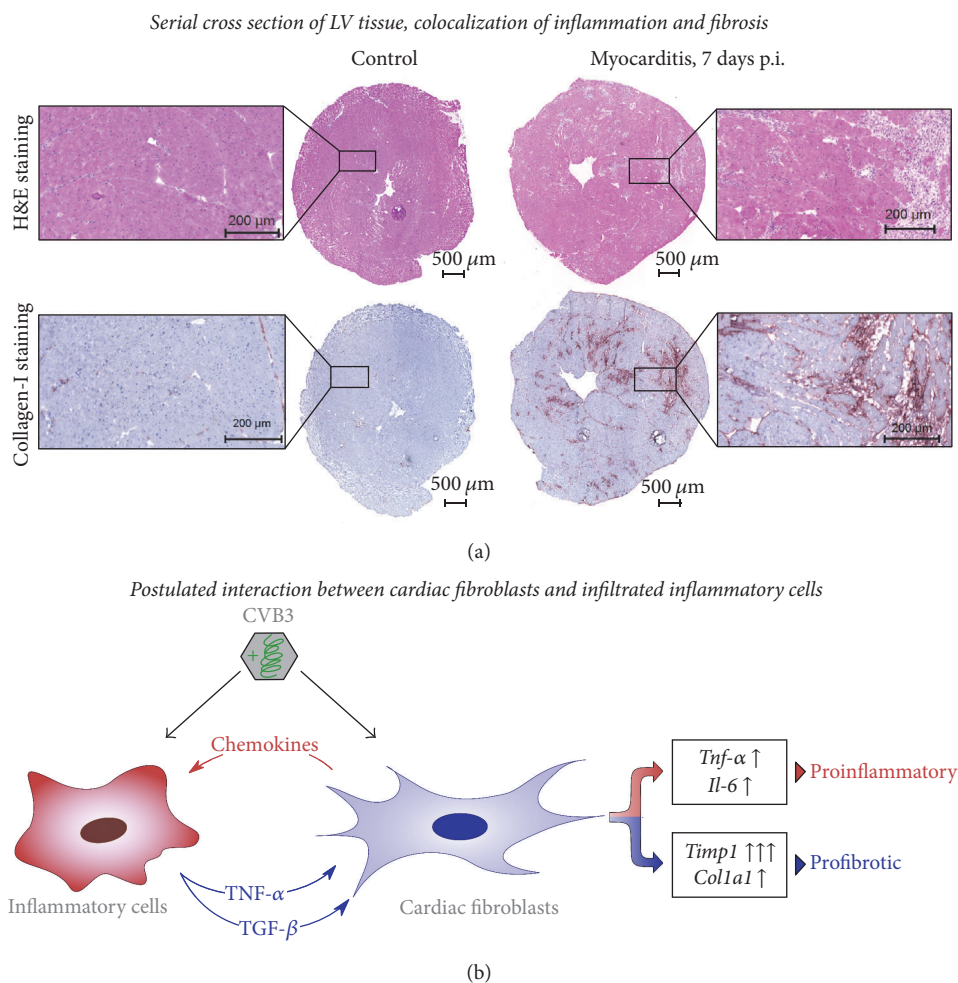 Serial cross section of LV tissue, colocalization of inflammation and fibrosis
Control
Myocarditis, 7 days p.i.
H&E staining
200 µm
500 µm
500 µm
200 µm
Collagen-I staining
200 µm
500 µm
500 µm
200 µm
(a)
Postulated interaction between cardiac fibroblasts and infiltrated inflammatory cells
CVB3
+
Chemokines
Tnf-α ↑
Il-6 ↑
Proinflammatory
TNF-α
TGF-β
Inflammatory cells
Cardiac fibroblasts
Timp1 ↑↑↑
Col1a1 ↑
Profibrotic
(b)